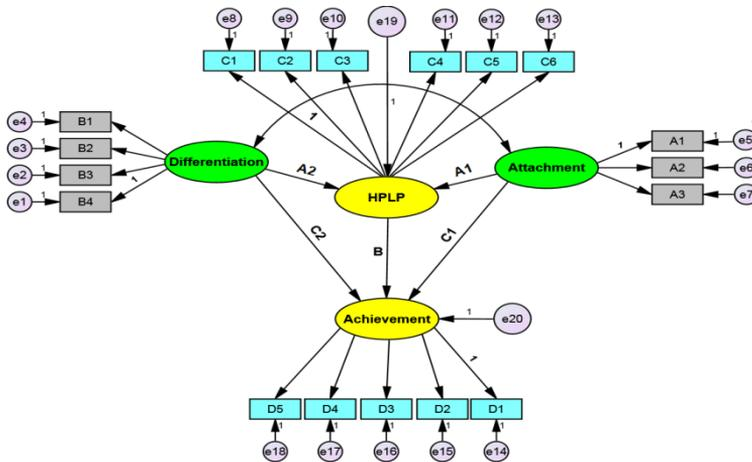 e8 e9 e10 e19 e11 e12 e13
1 1 1 1 1 1
C1 C2 C3 C4 C5 C6
1
1
e4 1 B1
e3 1 B2
e2 1 B3
e1 1 B4
1
Differentiation
A2
HPLP
A1
Attachment
1 A1 1 e5
A2 1 e6
A3 1 e7
C2
B
C1
Achievement
1 e20
1
D5 D4 D3 D2 D1
1 1 1 1 1
e18 e17 e16 e15 e14